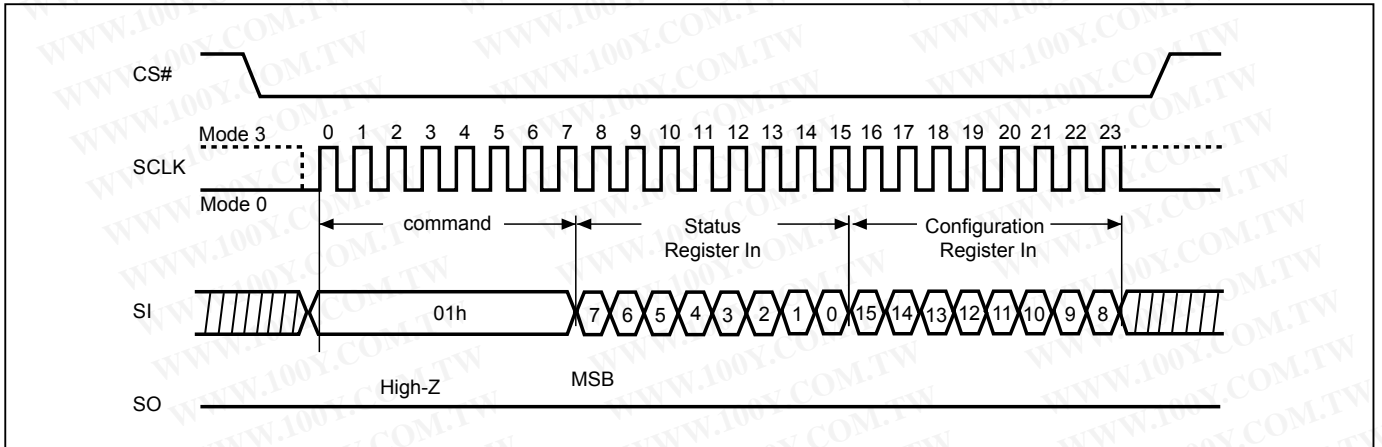 WWW.100Y.COM.TW
CS#
Mode 3
0 1 2 3 4 5 6 7 8 9 10 11 12 13 14 15 16 17 18 19 20 21 22 23
SCLK
Mode 0
command
Status Register In
Configuration Register In
SI
01h
7 6 5 4 3 2 1 0 15 14 13 12 11 10 9 8
High-Z
MSB
SO